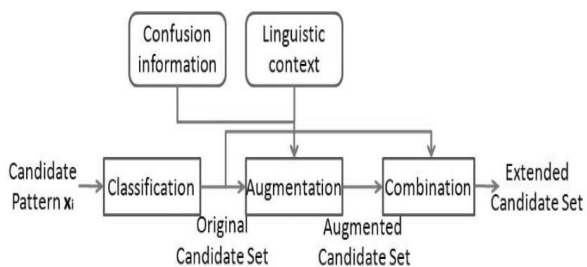 Confusion
information
Linguistic
context
Candidate
Pattern xi
Classification
Augmentation
Combination
Extended
Candidate Set
Original
Candidate Set
Augmented
Candidate Set